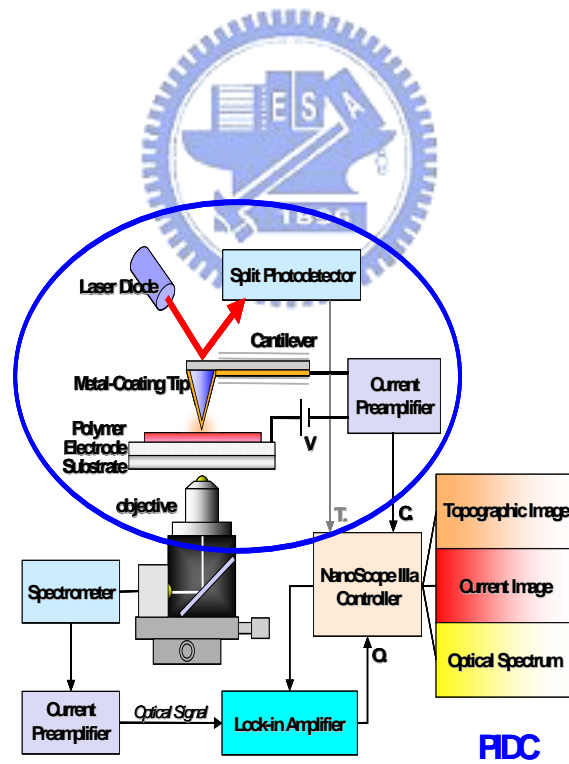 E S A
1896
Laser Diode
Split Photodetector
Cantilever
Metal-Coating Tip
Current
Preamplifier
Polymer
Electrode
Substrate
V
objective
T.
C.
Topographic Image
NanoScope IIIa
Controller
Current Image
Spectrometer
O.
Optical Spectrum
Current
Preamplifier
Optical Signal
Lock-in Amplifier
PIDC